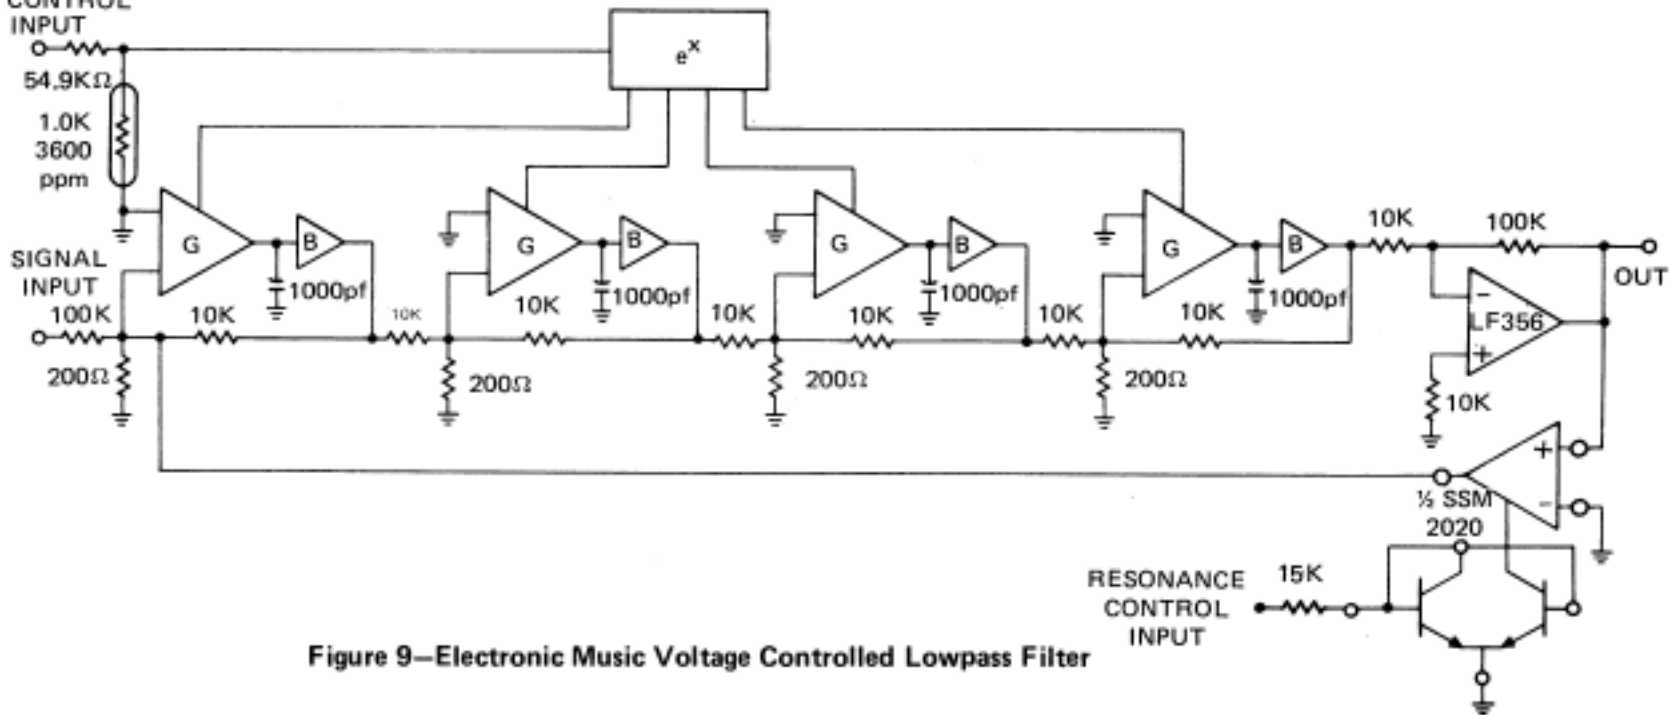 CONTROL
INPUT
54.9KΩ
1.0K
3600
ppm
e^x
G
B
1000pf
G
B
1000pf
G
B
1000pf
G
B
1000pf
SIGNAL
INPUT
100K
10K
200Ω
10K
10K
200Ω
10K
10K
200Ω
10K
10K
200Ω
10K
100K
OUT
−
LF356
+
10K
+
−
½ SSM
2020
RESONANCE
CONTROL
INPUT
15K
Figure 9—Electronic Music Voltage Controlled Lowpass Filter